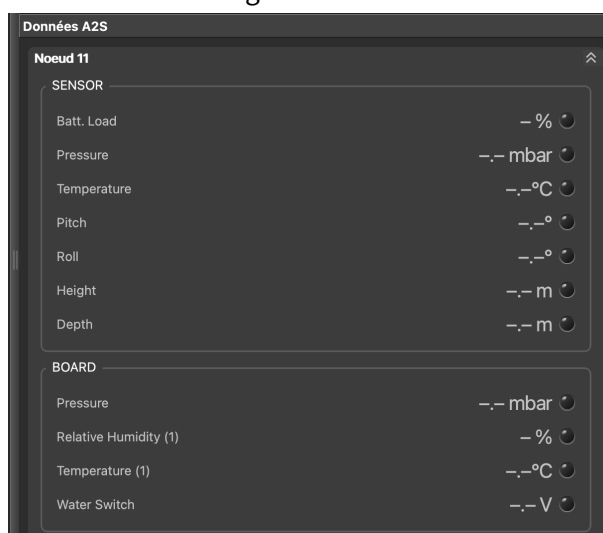 Données A2S
Noeud 11
SENSOR
Batt. Load – %
Pressure –.– mbar
Temperature –.–°C
Pitch –.–°
Roll –.–°
Height –.– m
Depth –.– m
BOARD
Pressure –.– mbar
Relative Humidity (1) – %
Temperature (1) –.–°C
Water Switch –.– V